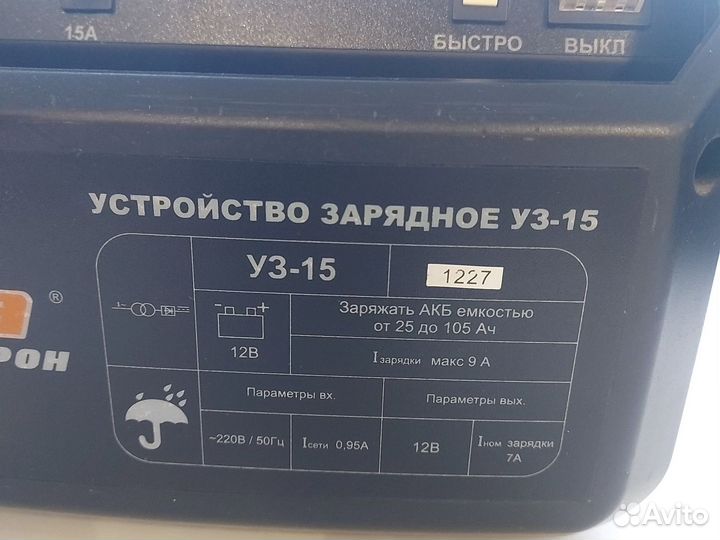 15А
БЫСТРО ВЫКЛ
УСТРОЙСТВО ЗАРЯДНОЕ УЗ-15
УЗ-15 1227
®
- +
Заряжать АКБ емкостью
от 25 до 105 Ач
12В
Iзарядки макс 9 А
РОН
Параметры вх. Параметры вых.
~220В / 50Гц Iсети 0,95А 12В Iном зарядки
7А
Avito